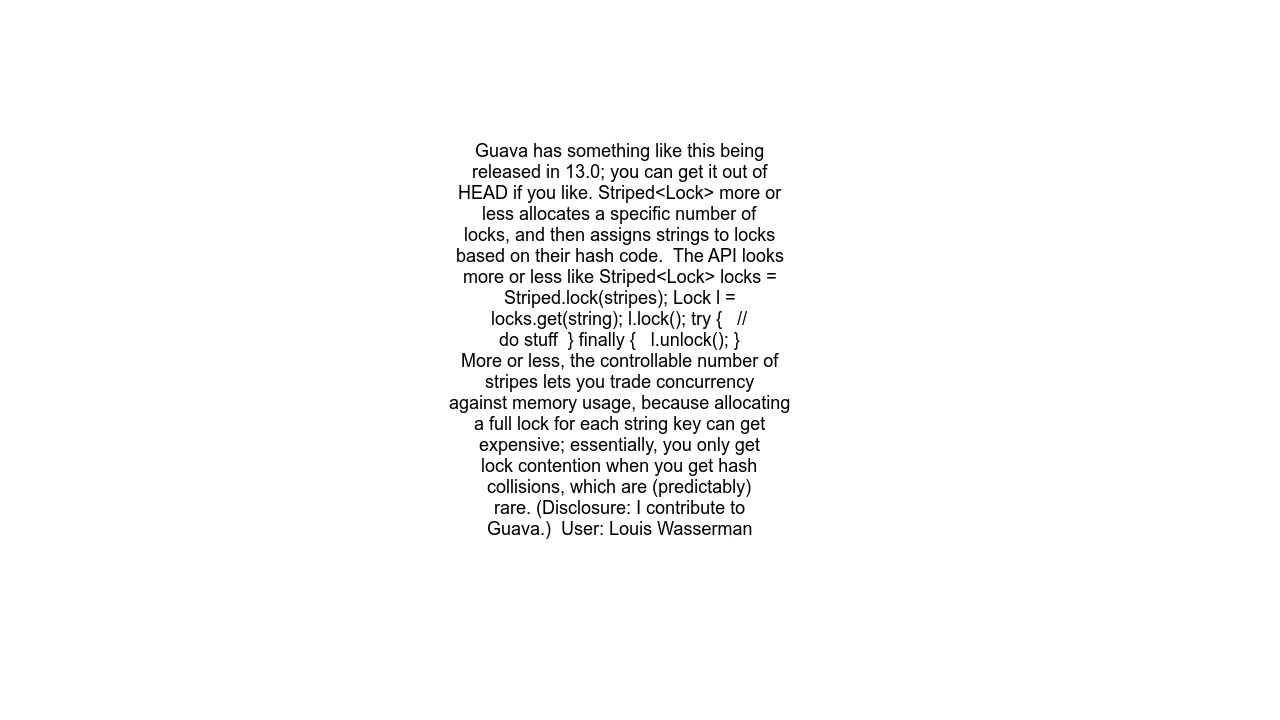 Guava has something like this being
released in 13.0; you can get it out of
HEAD if you like. Striped<Lock> more or
less allocates a specific number of
locks, and then assigns strings to locks
based on their hash code.  The API looks
more or less like Striped<Lock> locks =
Striped.lock(stripes); Lock l =
locks.get(string); l.lock(); try {   //
do stuff  } finally {   l.unlock(); }
More or less, the controllable number of
stripes lets you trade concurrency
against memory usage, because allocating
a full lock for each string key can get
expensive; essentially, you only get
lock contention when you get hash
collisions, which are (predictably)
rare. (Disclosure: I contribute to
Guava.)  User: Louis Wasserman